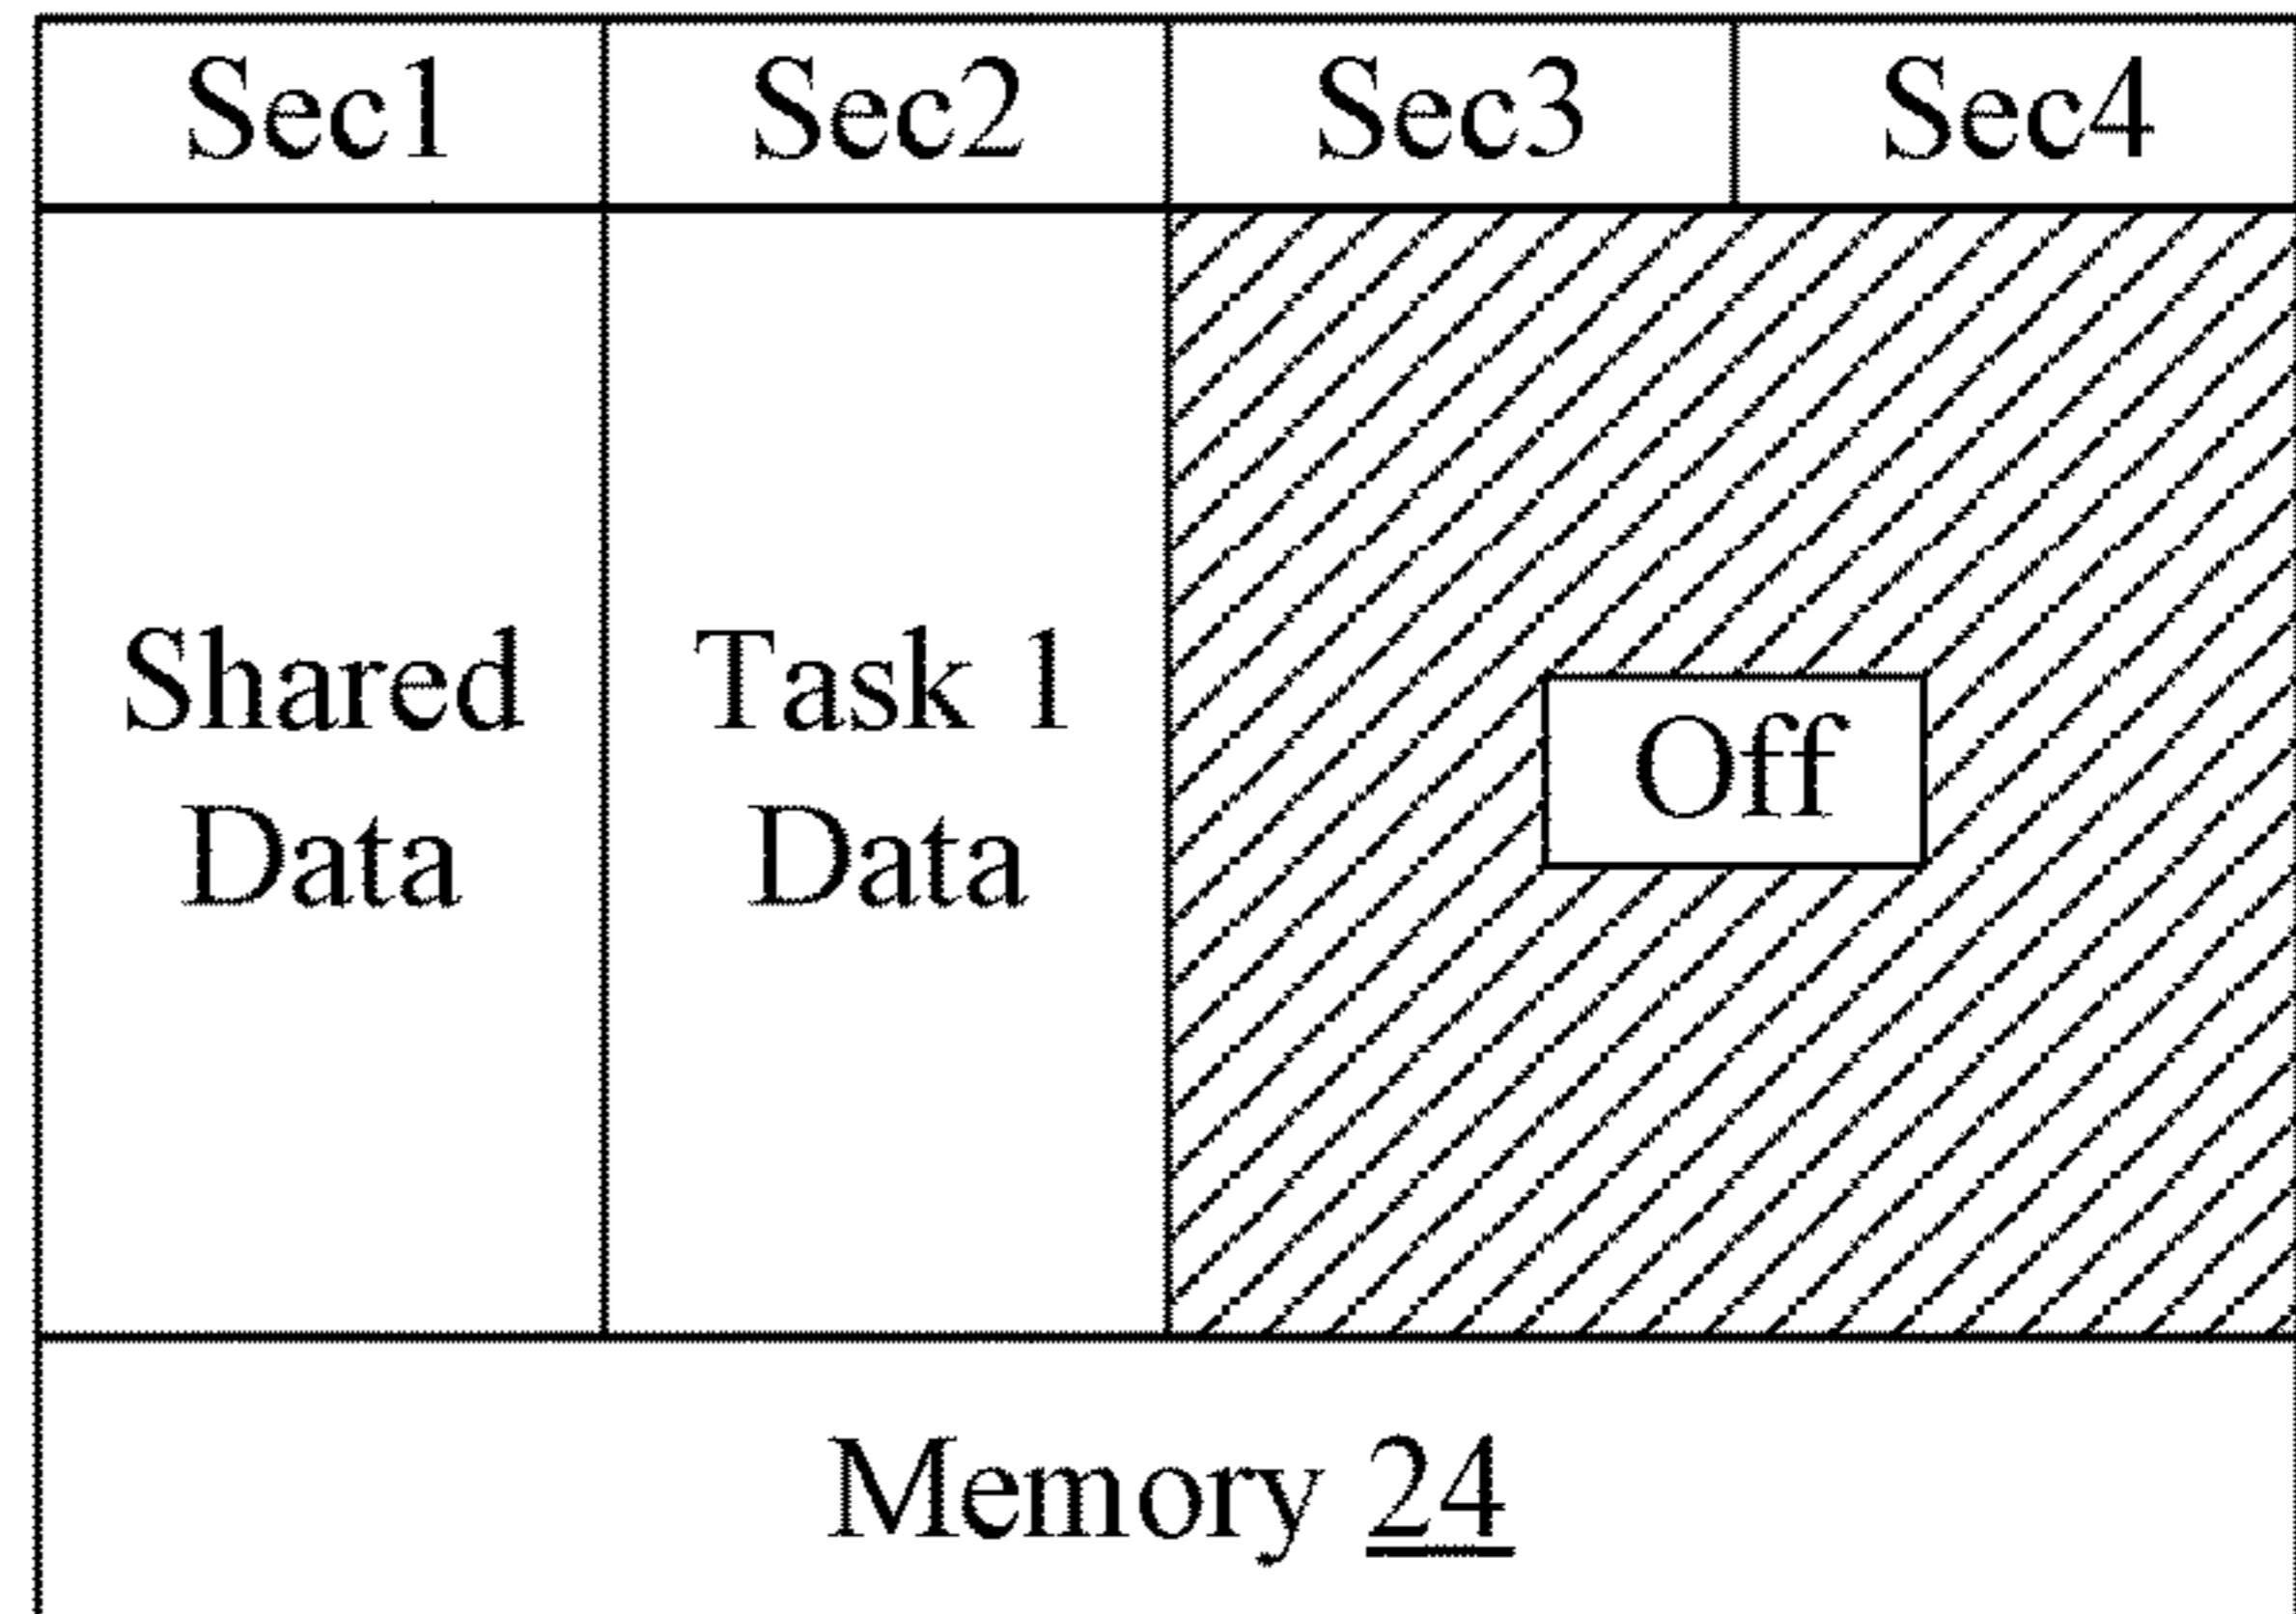 Sec1 Sec2 Sec3 Sec4
Shared
Data
Task 1
Data
Off
Memory 24